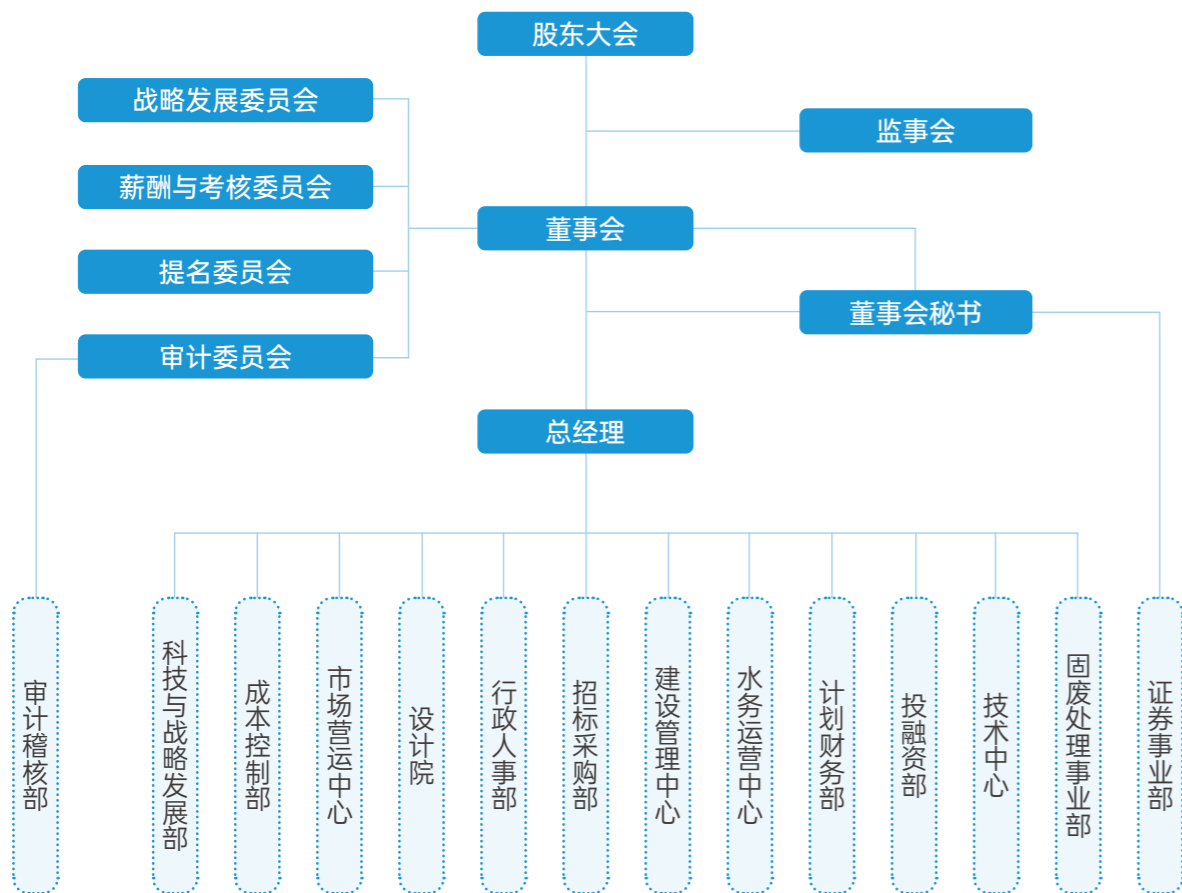 股东大会
战略发展委员会
监事会
薪酬与考核委员会
董事会
提名委员会
董事会秘书
审计委员会
总经理
审计稽核部
科技与战略发展部
成本控制部
市场营运中心
设计院
行政人事部
招标采购部
建设管理中心
水务运营中心
计划财务部
投融资部
技术中心
固废处理事业部
证券事业部